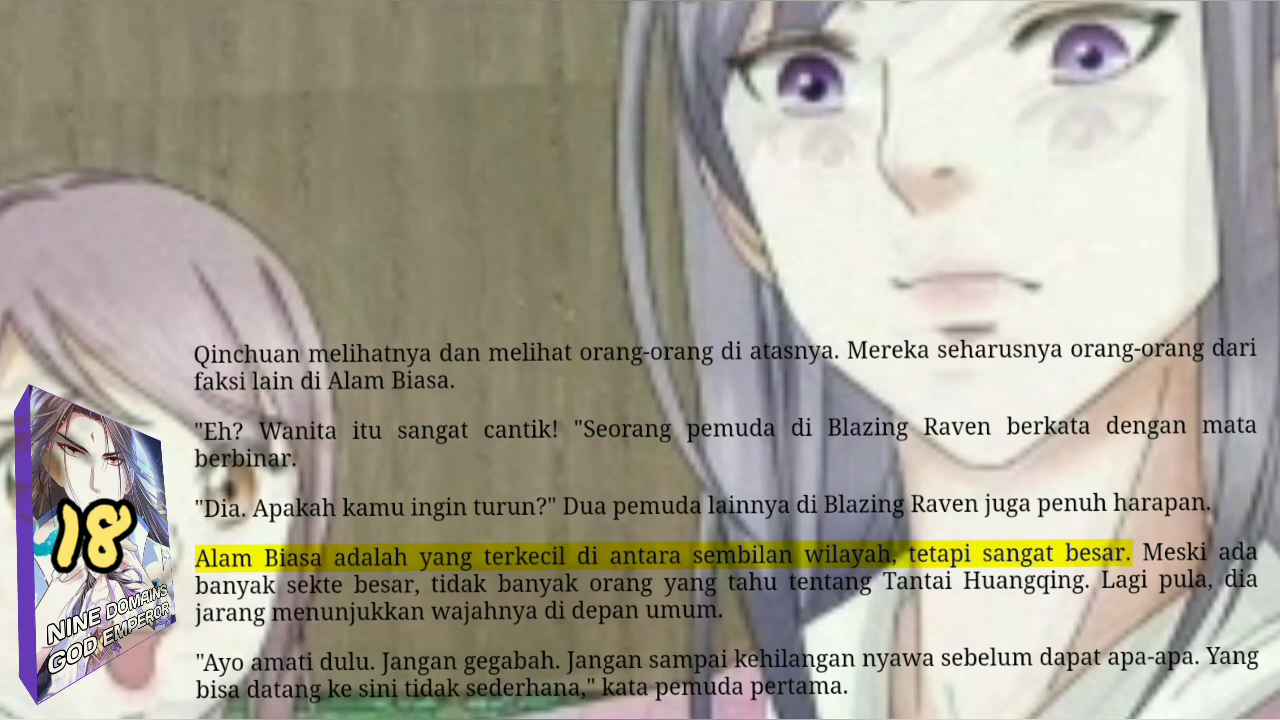 Qinchuan melihatnya dan melihat orang-orang di atasnya. Mereka seharusnya orang-orang dari
faksi lain di Alam Biasa.
"Eh? Wanita itu sangat cantik! "Seorang pemuda di Blazing Raven berkata dengan mata
berbinar.
"Dia. Apakah kamu ingin turun?" Dua pemuda lainnya di Blazing Raven juga penuh harapan.
Alam Biasa adalah yang terkecil di antara sembilan wilayah, tetapi sangat besar. Meski ada
banyak sekte besar, tidak banyak orang yang tahu tentang Tantai Huangqing. Lagi pula, dia
jarang menunjukkan wajahnya di depan umum.
"Ayo amati dulu. Jangan gegabah. Jangan sampai kehilangan nyawa sebelum dapat apa-apa. Yang
bisa datang ke sini tidak sederhana," kata pemuda pertama.
18
NINE DOMAINS
GOD EMPEROR